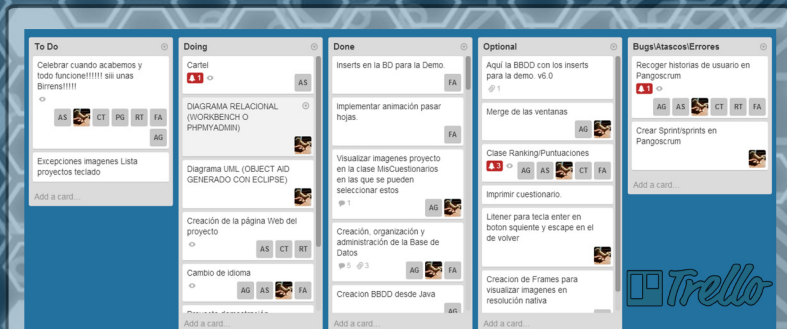 To Do
Celebrar cuando acabemos y
todo funcione!!!!!! siii unas
Birrens!!!!!
AS CT PG RT FA
AG
Excepciones imagenes Lista
proyectos teclado
Add a card...
Doing
Cartel
1
AS
DIAGRAMA RELACIONAL
(WORKBENCH O
PHPMYADMIN)
Diagrama UML (OBJECT AID
GENERADO CON ECLIPSE)
Creación de la página Web del
proyecto
AS CT RT
Cambio de idioma
AG AS FA
Add a card...
Done
Inserts en la BD para la Demo.
FA
Implementar animación pasar
hojas.
FA
Visualizar imagenes proyecto
en la clase MisCuestionarios
en las que se pueden
seleccionar estos
1
AG
Creación, organización y
administración de la Base de
Datos
5 3
AG FA
Creacion BBDD desde Java
AG
Add a card...
Optional
Aquí la BBDD con los inserts
para la demo. v6.0
1
Merge de las ventanas
AG
Clase Ranking/Puntuaciones
3
AG AS CT FA
Imprimir cuestionario.
Litener para tecla enter en
boton squiente y escape en el
de volver
Creacion de Frames para
visualizar imagenes en
resolución nativa
Add a card...
Bugs\Atascos\Errores
Recoger historias de usuario en
Pangoscrum
1
AG AS CT RT FA
Crear Sprint/sprints en
Pangoscrum
Add a card...
Trello